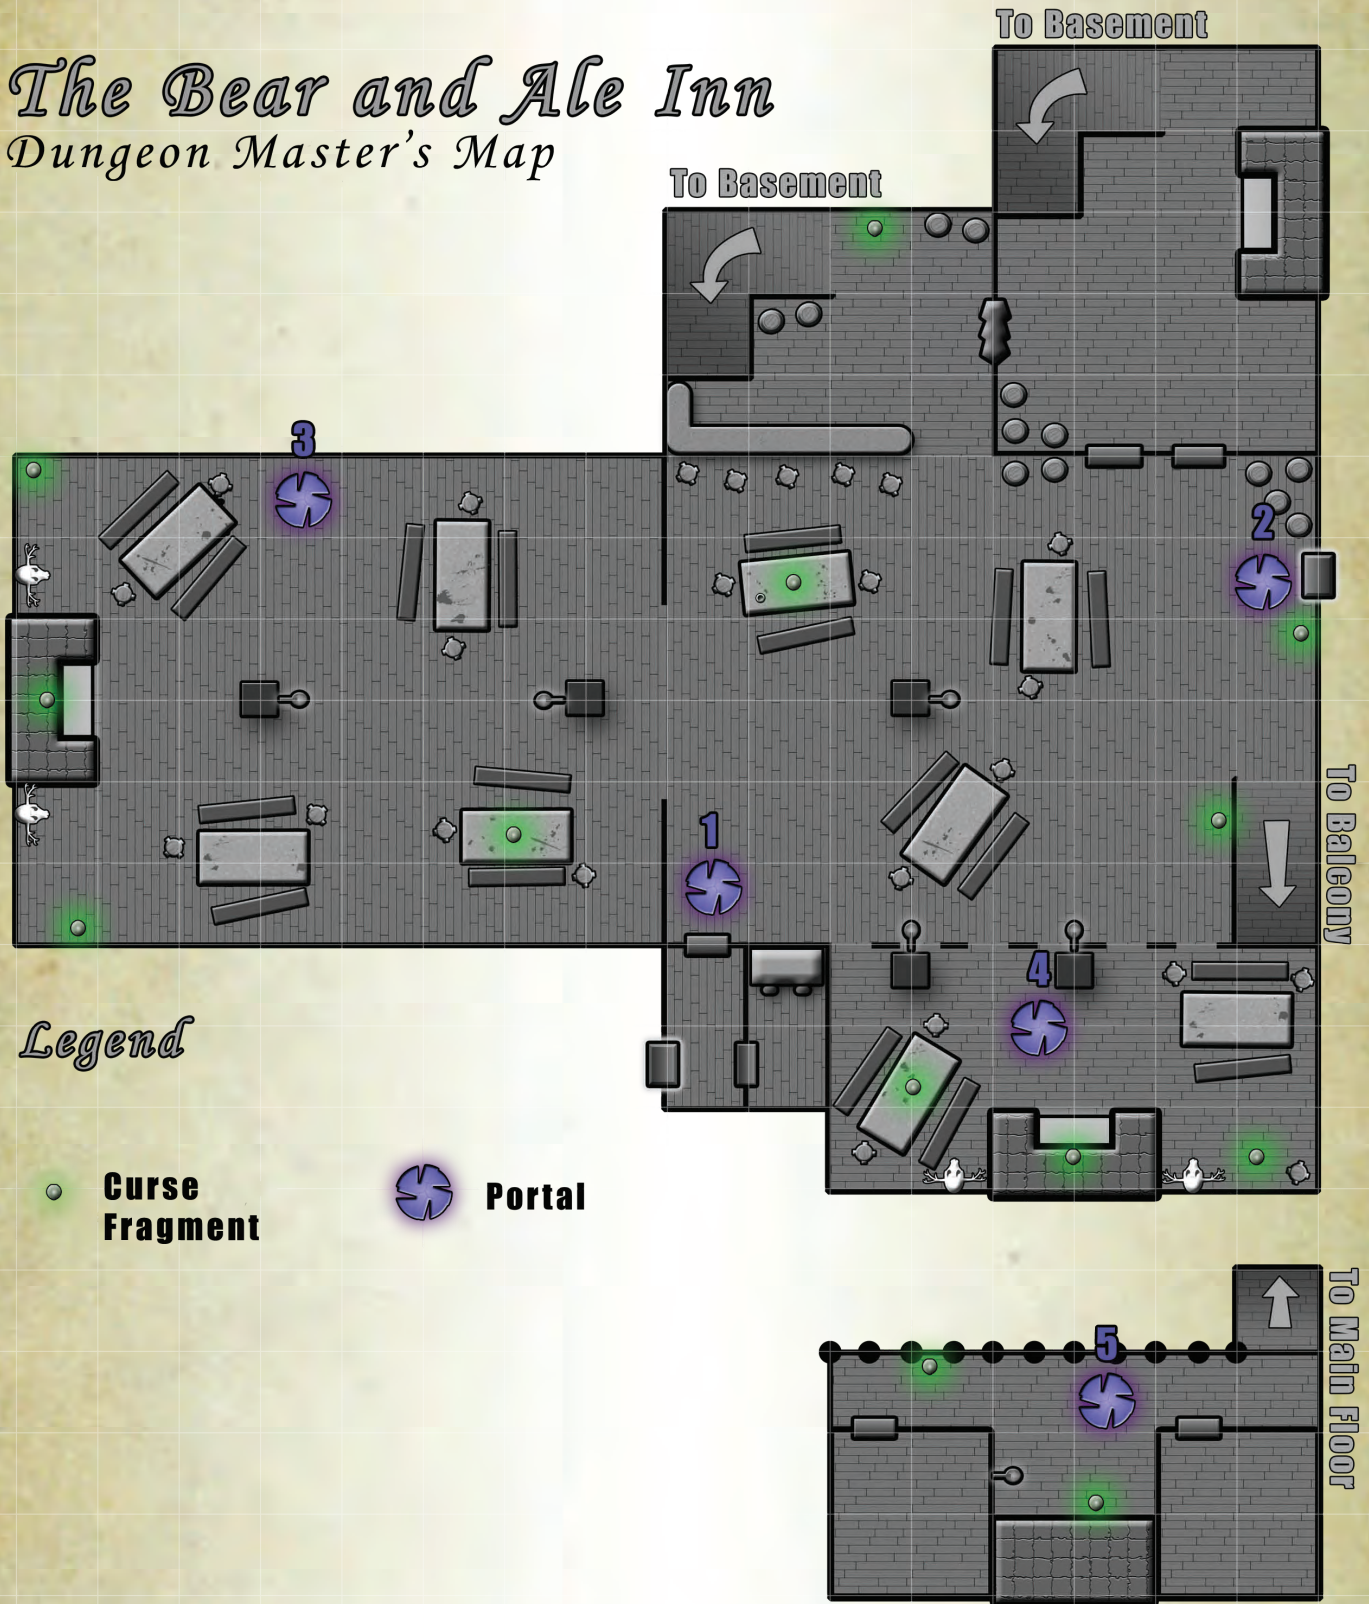 To Basement
The Bear and Ale Inn
Dungeon Master's Map
To Basement
3
2
To Balcony
1
4
Legend
Curse
Fragment
Portal
To Main Floor
5